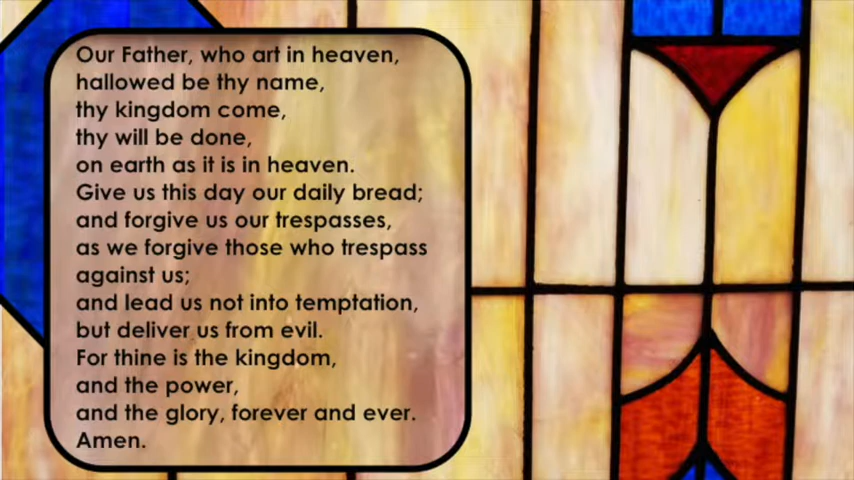 Our Father, who art in heaven,
hallowed be thy name,
thy kingdom come,
thy will be done,
on earth as it is in heaven.
Give us this day our daily bread;
and forgive us our trespasses,
as we forgive those who trespass
against us;
and lead us not into temptation,
but deliver us from evil.
For thine is the kingdom,
and the power,
and the glory, forever and ever.
Amen.